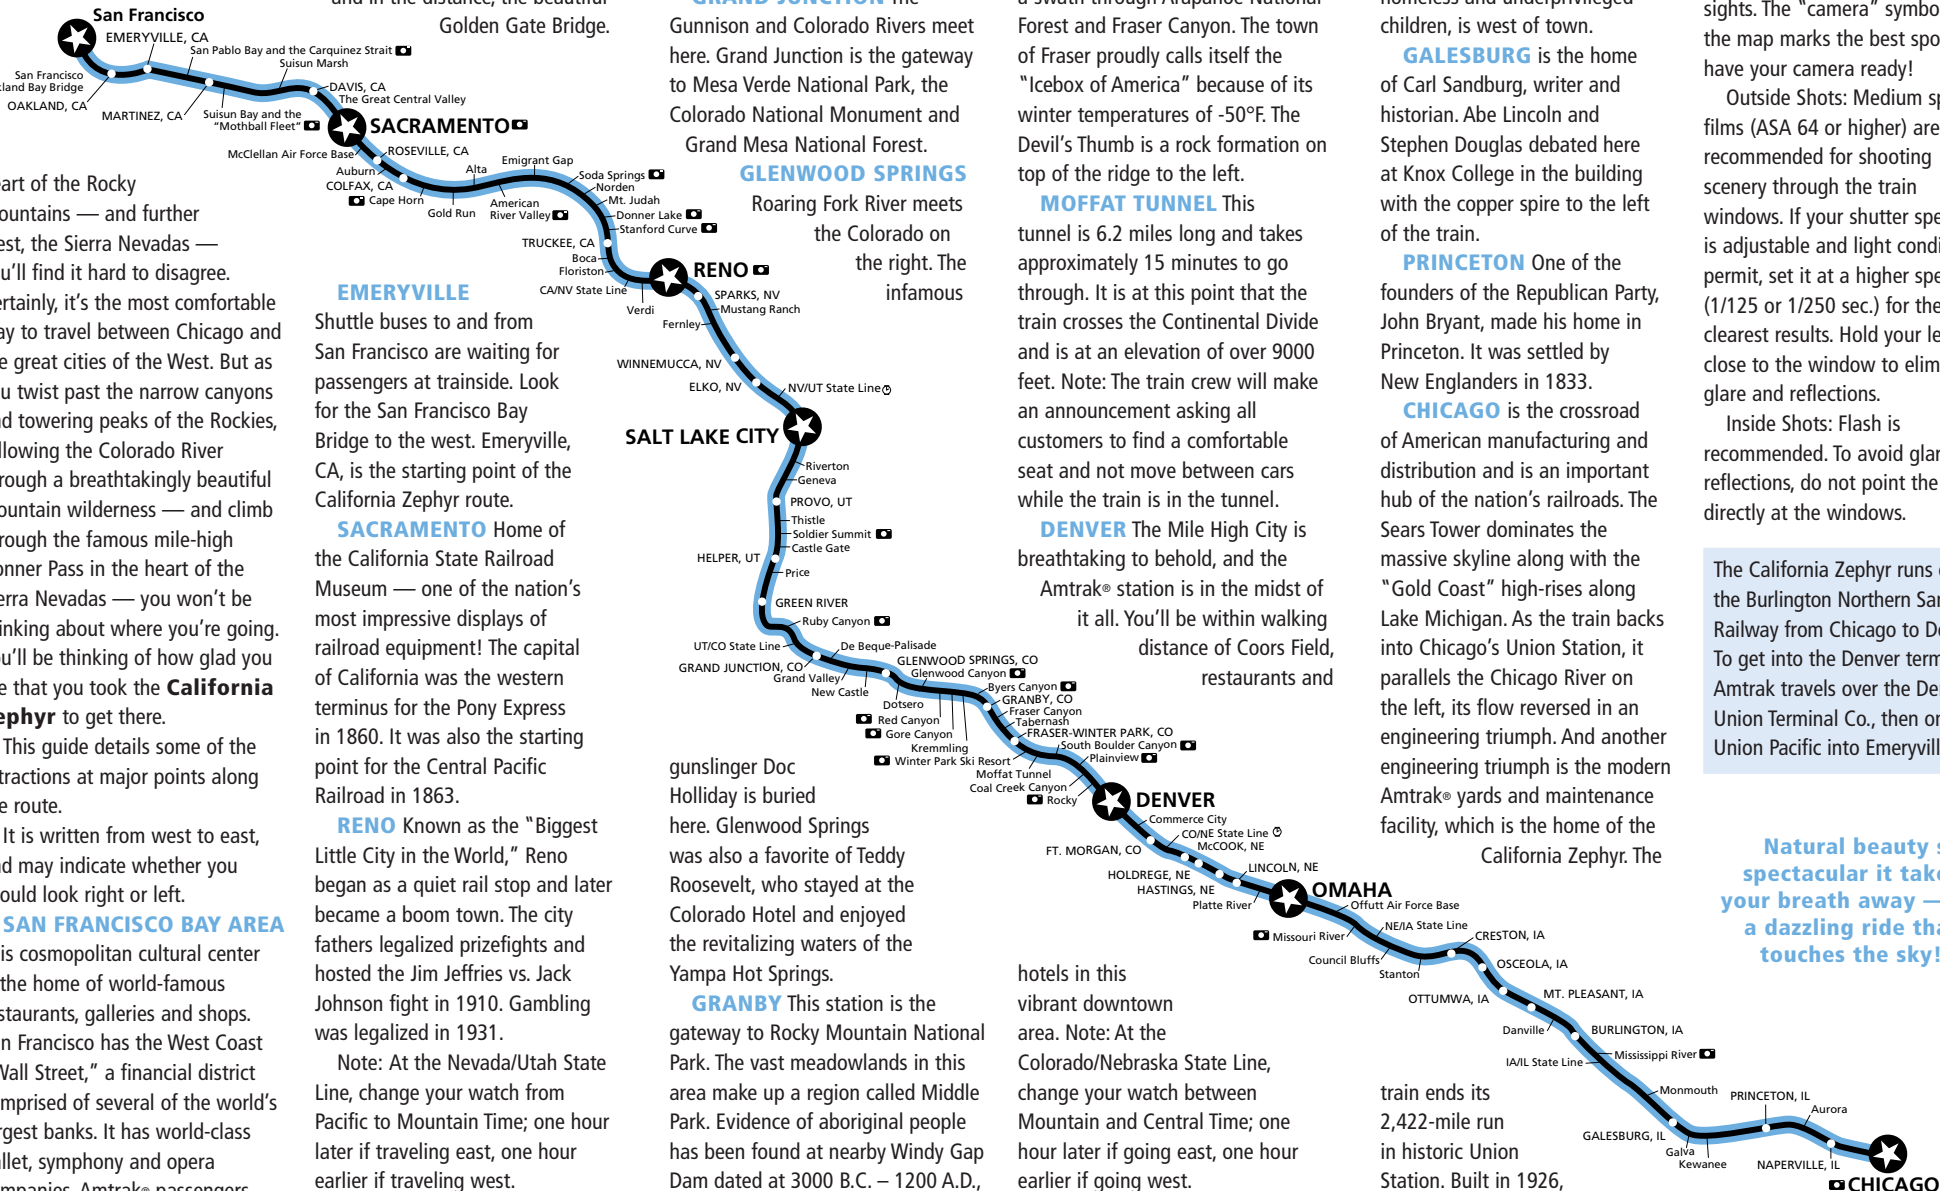 San Francisco
EMERYVILLE, CA
San Pablo Bay and the Carquinez Strait
Suisun Marsh
San Francisco
Bay Bridge
OAKLAND, CA
MARTINEZ, CA
Suisun Bay and the
“Mothball Fleet”
DAVIS, CA
The Great Central Valley
SACRAMENTO
McClellan Air Force Base
ROSEVILLE, CA
Auburn
COLFAX, CA
Cape Horn
Gold Run
Alta
Emigrant Gap
American
River Valley
Soda Springs
Norden
Mt. Judah
Donner Lake
Stanford Curve
TRUCKEE, CA
Boca
Floriston
CA/NV State Line
Verdi
RENO
SPARKS, NV
Mustang Ranch
Fernley
WINNEMUCCA, NV
ELKO, NV
NV/UT State Line
SALT LAKE CITY
Riverton
Geneva
PROVO, UT
Thistle
Soldier Summit
Castle Gate
HELPER, UT
Price
GREEN RIVER
Ruby Canyon
UT/CO State Line
GRAND JUNCTION, CO
De Beque-Palisade
Grand Valley
New Castle
GLENWOOD SPRINGS, CO
Glenwood Canyon
Dotsero
Red Canyon
Gore Canyon
Kremmling
Byers Canyon
GRANBY, CO
Fraser Canyon
Tabernash
FRASER-WINTER PARK, CO
Winter Park Ski Resort
South Boulder Canyon
Plainview
Moffat Tunnel
Coal Creek Canyon
Rocky
DENVER
Commerce City
FT. MORGAN, CO
CO/NE State Line
McCOOK, NE
HOLDREGE, NE
HASTINGS, NE
LINCOLN, NE
Platte River
OMAHA
Offutt Air Force Base
Missouri River
NE/IA State Line
Council Bluffs
Stanton
CRESTON, IA
OSCEOLA, IA
OTTUMWA, IA
MT. PLEASANT, IA
Danville
BURLINGTON, IA
IA/IL State Line
Mississippi River
Monmouth
GALESBURG, IL
Galva
Kewanee
PRINCETON, IL
Aurora
NAPERVILLE, IL
CHICAGO
of the Rocky
— and further
the Sierra Nevadas —
find it hard to disagree.
it’s the most comfortable
to travel between Chicago and
great cities of the West. But as
twist past the narrow canyons
towering peaks of the Rockies,
the Colorado River
a breathtakingly beautiful
wilderness — and climb
the famous mile-high
Pass in the heart of the
Nevadas — you won’t be
about where you’re going.
be thinking of how glad you
that you took the California
to get there.
This guide details some of the
at major points along
route.
It is written from west to east,
may indicate whether you
look right or left.
SAN FRANCISCO BAY AREA
cosmopolitan cultural center
the home of world-famous
galleries and shops.
Francisco has the West Coast
Street,” a financial district
of several of the world’s
banks. It has world-class
symphony and opera
Amtrak® passengers
and in the distance, the beautiful
Golden Gate Bridge.
EMERYVILLE
Shuttle buses to and from
San Francisco are waiting for
passengers at trainside. Look
for the San Francisco Bay
Bridge to the west. Emeryville,
CA, is the starting point of the
California Zephyr route.
SACRAMENTO Home of
the California State Railroad
Museum — one of the nation’s
most impressive displays of
railroad equipment! The capital
of California was the western
terminus for the Pony Express
in 1860. It was also the starting
point for the Central Pacific
Railroad in 1863.
RENO Known as the “Biggest
Little City in the World,” Reno
began as a quiet rail stop and later
became a boom town. The city
fathers legalized prizefights and
hosted the Jim Jeffries vs. Jack
Johnson fight in 1910. Gambling
was legalized in 1931.
Note: At the Nevada/Utah State
Line, change your watch from
Pacific to Mountain Time; one hour
later if traveling east, one hour
earlier if traveling west.
GRAND JUNCTION The
Gunnison and Colorado Rivers meet
here. Grand Junction is the gateway
to Mesa Verde National Park, the
Colorado National Monument and
Grand Mesa National Forest.
GLENWOOD SPRINGS
Roaring Fork River meets
the Colorado on
the right. The
infamous
gunslinger Doc
Holliday is buried
here. Glenwood Springs
was also a favorite of Teddy
Roosevelt, who stayed at the
Colorado Hotel and enjoyed
the revitalizing waters of the
Yampa Hot Springs.
GRANBY This station is the
gateway to Rocky Mountain National
Park. The vast meadowlands in this
area make up a region called Middle
Park. Evidence of aboriginal people
has been found at nearby Windy Gap
Dam dated at 3000 B.C. – 1200 A.D.,
a swath through Arapahoe National
Forest and Fraser Canyon. The town
of Fraser proudly calls itself the
“Icebox of America” because of its
winter temperatures of -50°F. The
Devil’s Thumb is a rock formation on
top of the ridge to the left.
MOFFAT TUNNEL This
tunnel is 6.2 miles long and takes
approximately 15 minutes to go
through. It is at this point that the
train crosses the Continental Divide
and is at an elevation of over 9000
feet. Note: The train crew will make
an announcement asking all
customers to find a comfortable
seat and not move between cars
while the train is in the tunnel.
DENVER The Mile High City is
breathtaking to behold, and the
Amtrak® station is in the midst of
it all. You’ll be within walking
distance of Coors Field,
restaurants and
hotels in this
vibrant downtown
area. Note: At the
Colorado/Nebraska State Line,
change your watch between
Mountain and Central Time; one
hour later if going east, one hour
earlier if going west.
homeless and underprivileged
children, is west of town.
GALESBURG is the home
of Carl Sandburg, writer and
historian. Abe Lincoln and
Stephen Douglas debated here
at Knox College in the building
with the copper spire to the left
of the train.
PRINCETON One of the
founders of the Republican Party,
John Bryant, made his home in
Princeton. It was settled by
New Englanders in 1833.
CHICAGO is the crossroad
of American manufacturing and
distribution and is an important
hub of the nation’s railroads. The
Sears Tower dominates the
massive skyline along with the
“Gold Coast” high-rises along
Lake Michigan. As the train backs
into Chicago’s Union Station, it
parallels the Chicago River on
the left, its flow reversed in an
engineering triumph. And another
engineering triumph is the modern
Amtrak® yards and maintenance
facility, which is the home of the
California Zephyr. The
train ends its
2,422-mile run
in historic Union
Station. Built in 1926,
sights. The “camera”
the map marks the best
have your camera ready!
Outside Shots: Medium
films (ASA 64 or higher) are
recommended for shooting
scenery through the train
windows. If your shutter
is adjustable and light
permit, set it at a higher
(1/125 or 1/250 sec.) for the
clearest results. Hold your
close to the window to
glare and reflections.
Inside Shots: Flash is
recommended. To avoid
reflections, do not point the
directly at the windows.
The California Zephyr runs
the Burlington Northern
Railway from Chicago to
To get into the Denver
Amtrak travels over the
Union Terminal Co., then
Union Pacific into
Natural beauty
spectacular it
your breath away —
a dazzling ride
touches the sky!